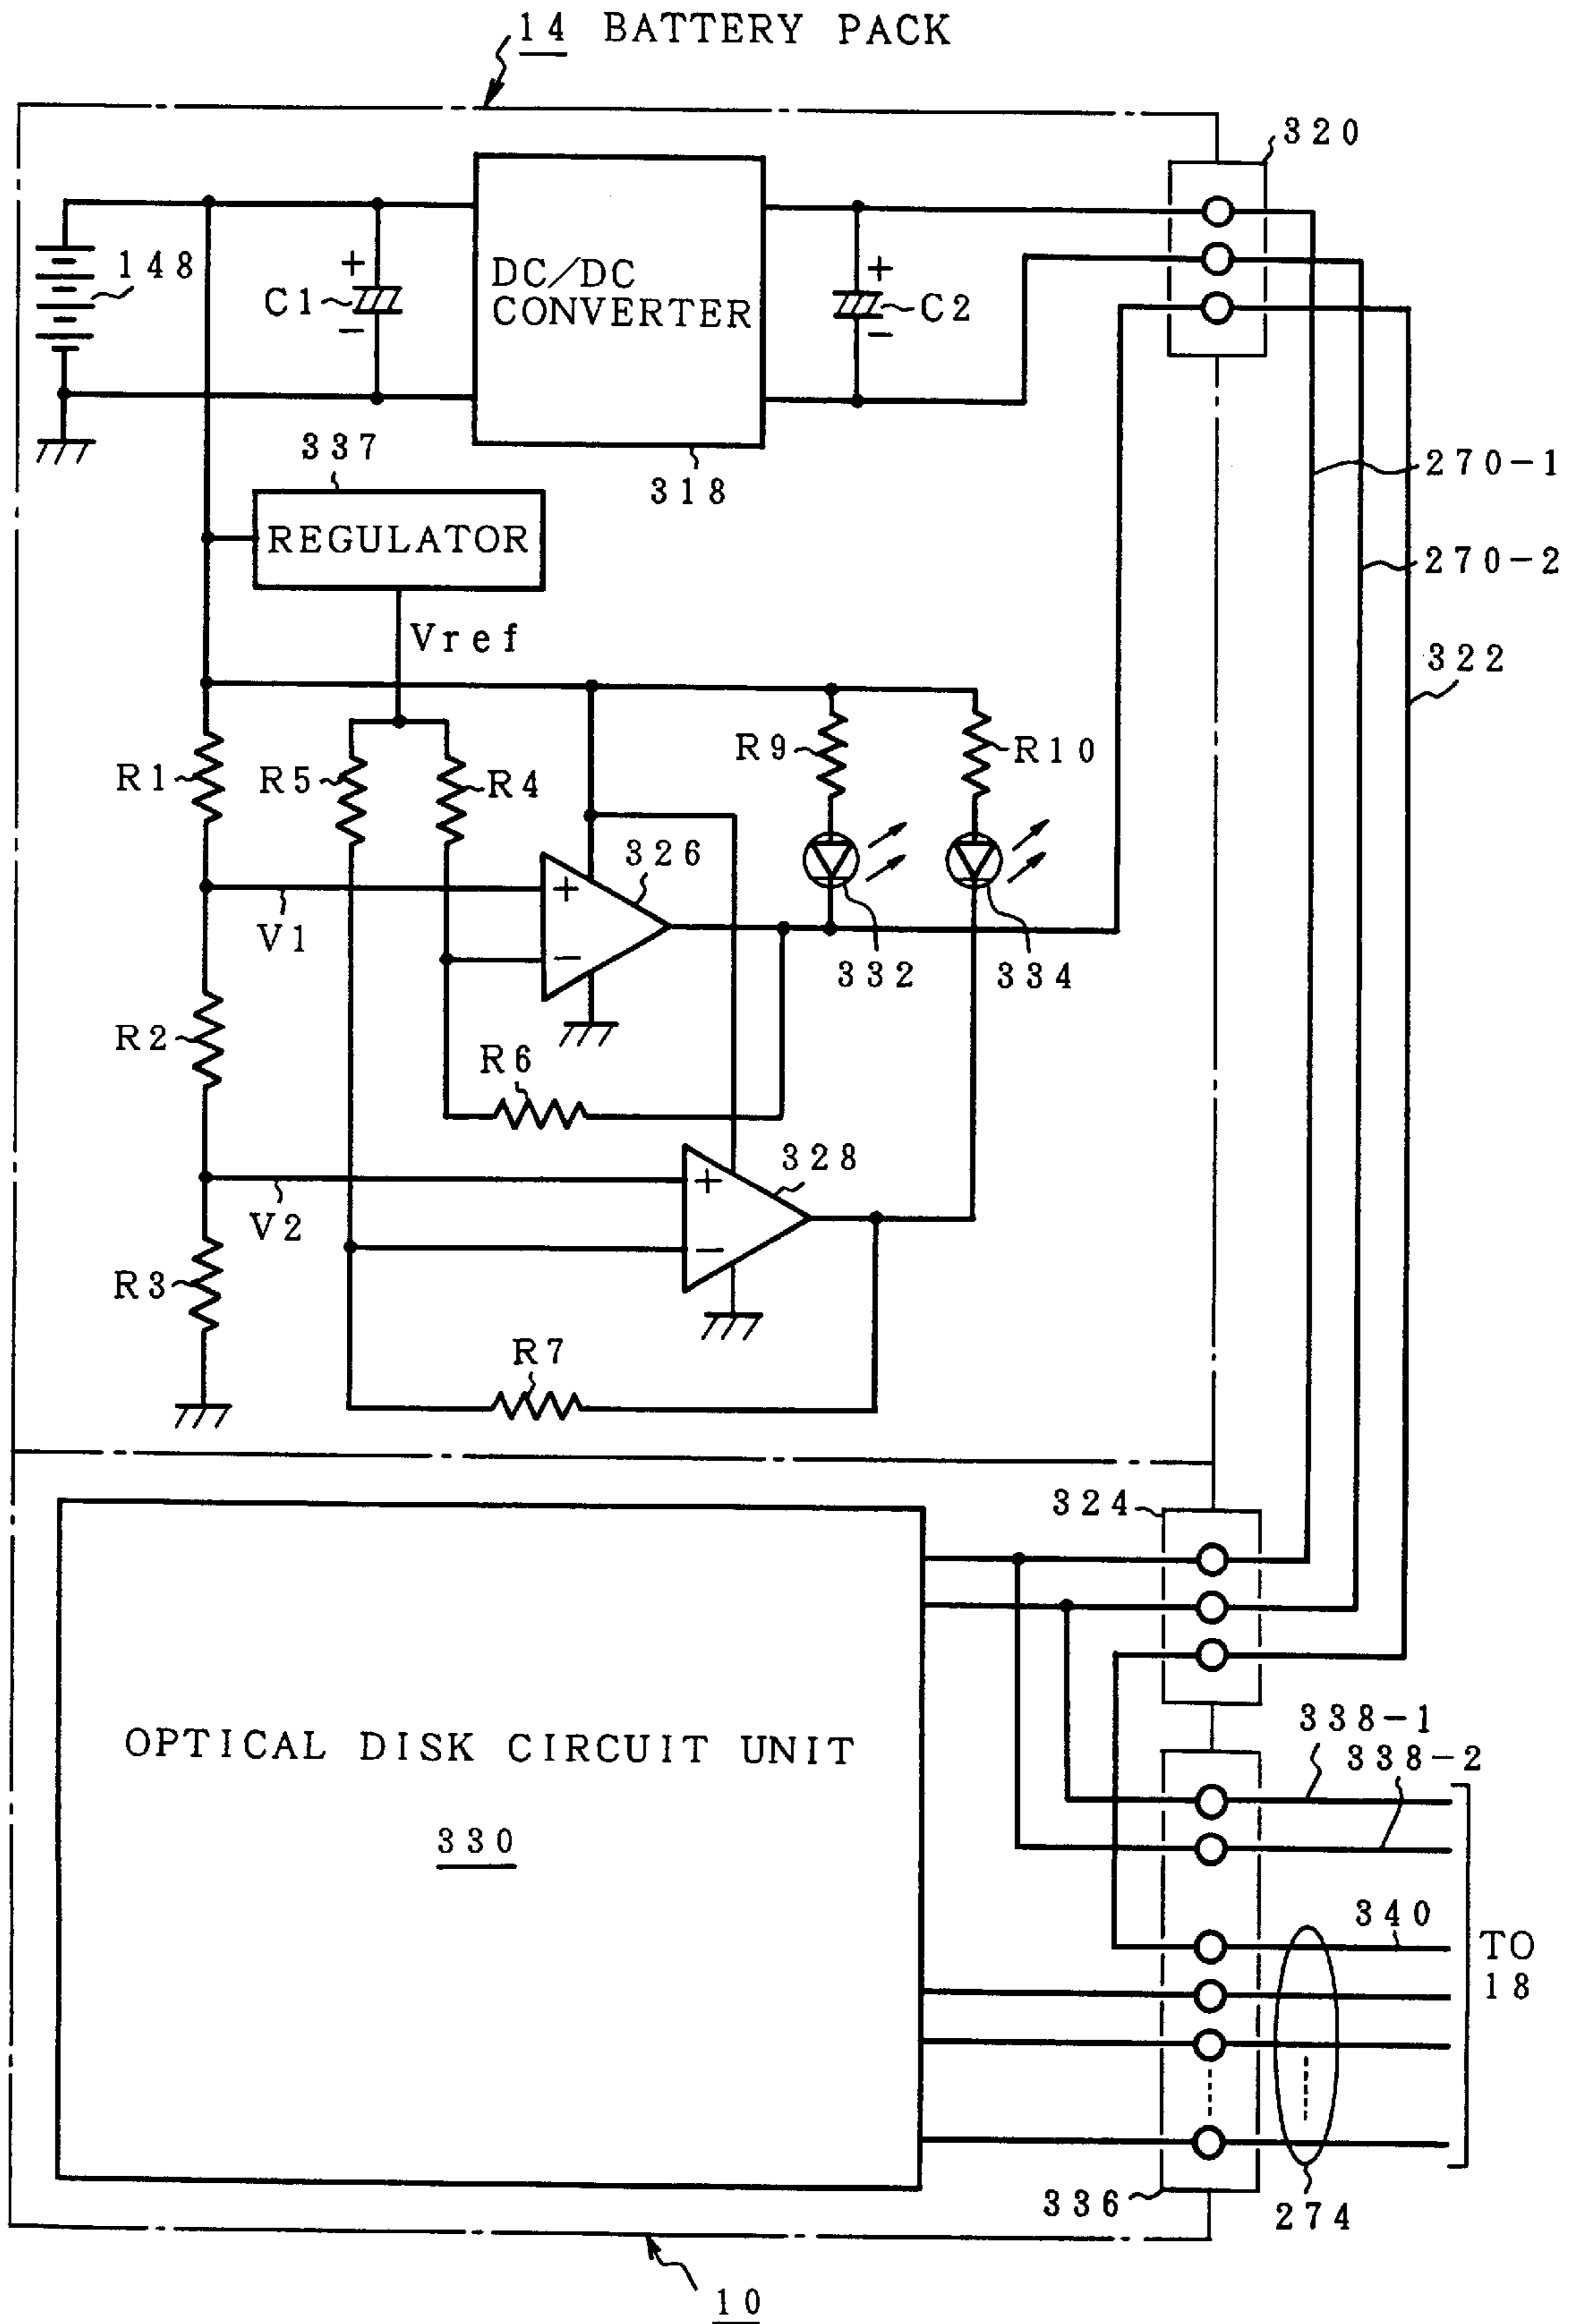 14 BATTERY PACK
320
148
C1
+
−
DC/DC
CONVERTER
+
−
C2
337
318
270-1
REGULATOR
270-2
Vref
322
R1
R5
R4
R9
R10
326
+
−
V1
332
334
R2
R6
328
+
−
V2
R3
R7
324
OPTICAL DISK CIRCUIT UNIT
330
338-1
338-2
340
TO
18
336
274
10